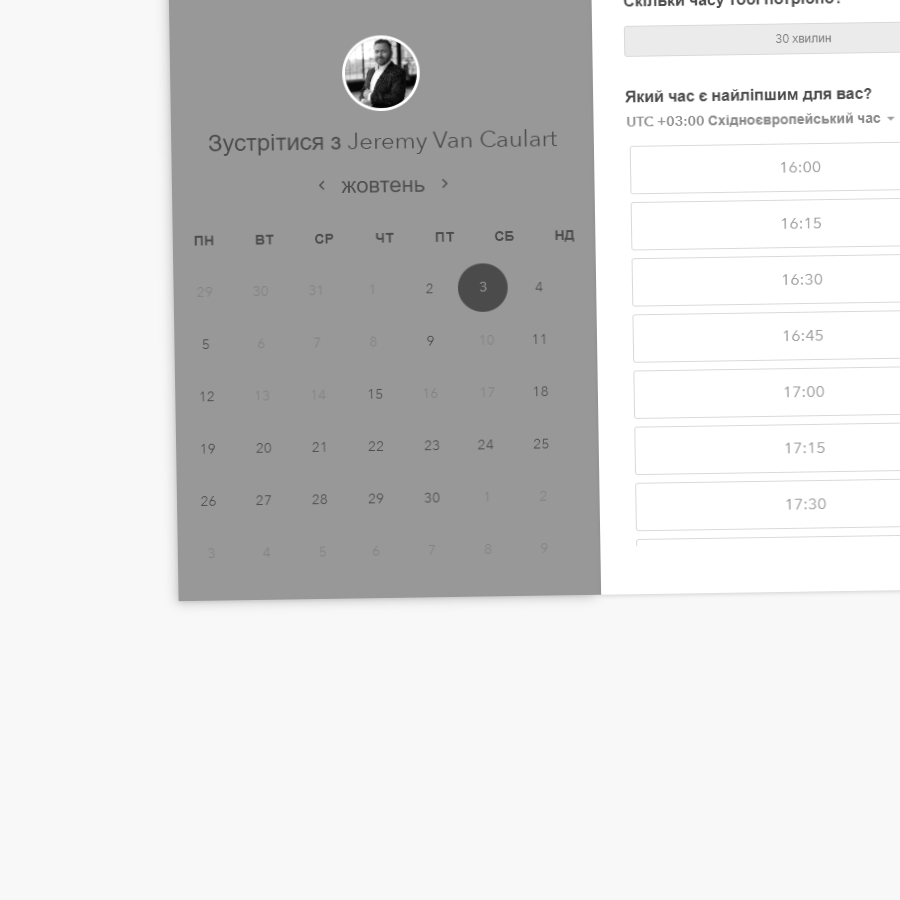 Зустрітися з Jeremy Van Caulart
‹ жовтень ›
ПН ВТ СР ЧТ ПТ СБ НД
29 30 31 1 2 3 4
5 6 7 8 9 10 11
12 13 14 15 16 17 18
19 20 21 22 23 24 25
26 27 28 29 30 1 2
3 4 5 6 7 8 9
Скільки часу тобі потрібно?
30 хвилин
Який час є найліпшим для вас?
UTC +03:00 Східноєвропейський час
16:00
16:15
16:30
16:45
17:00
17:15
17:30